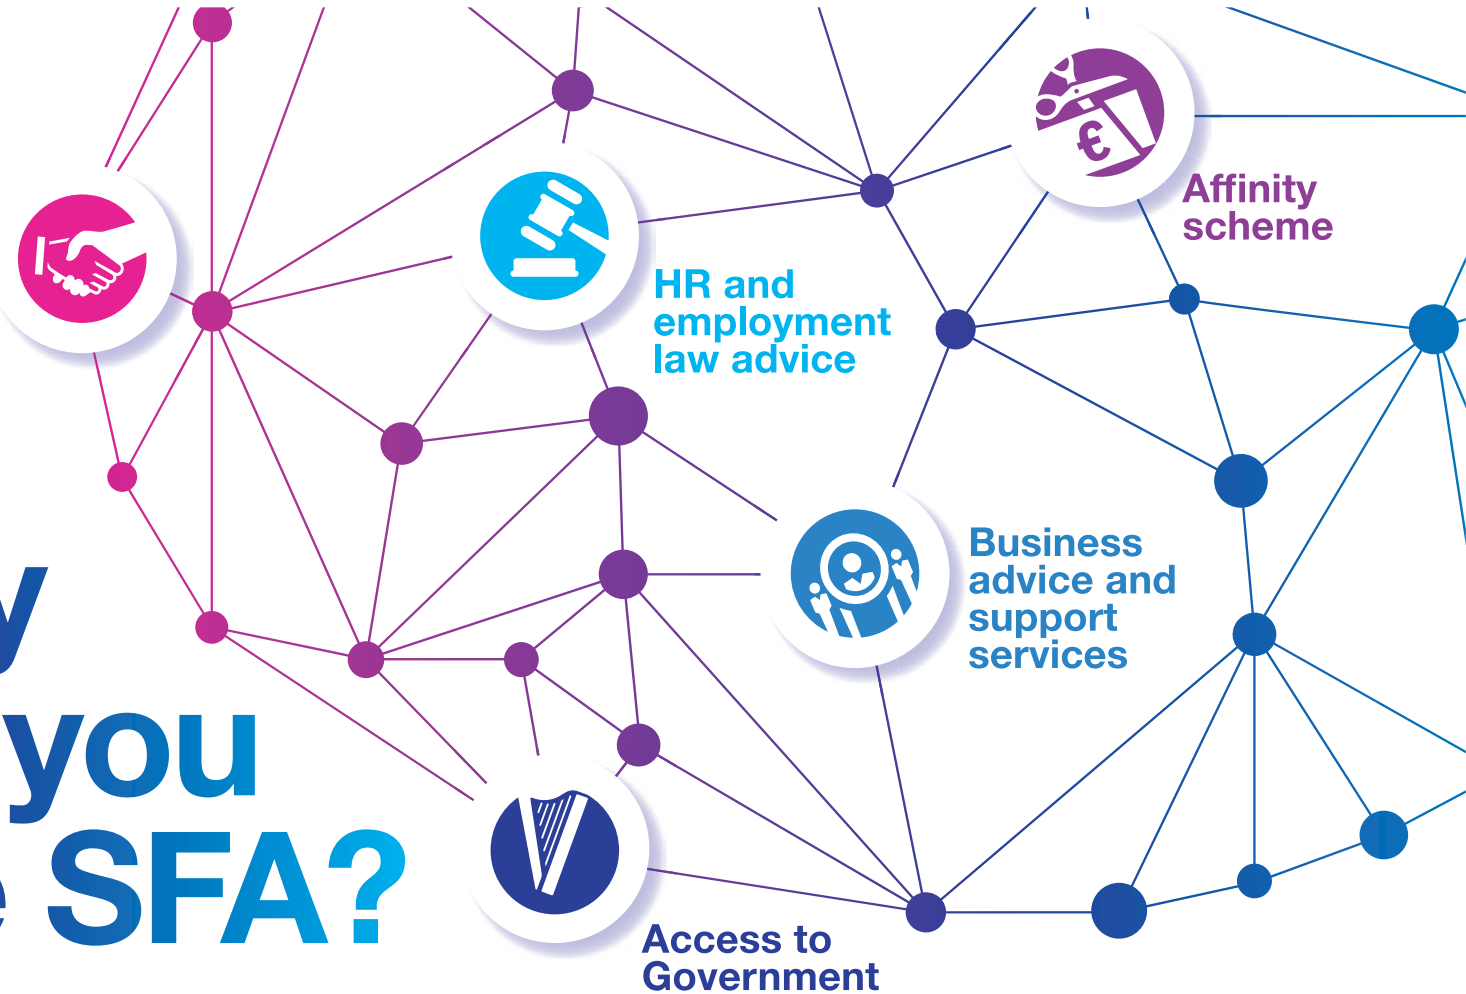 Affinity
scheme
HR and
employment
law advice
Business
advice and
support
services
you
SFA?
Access to
Government
€